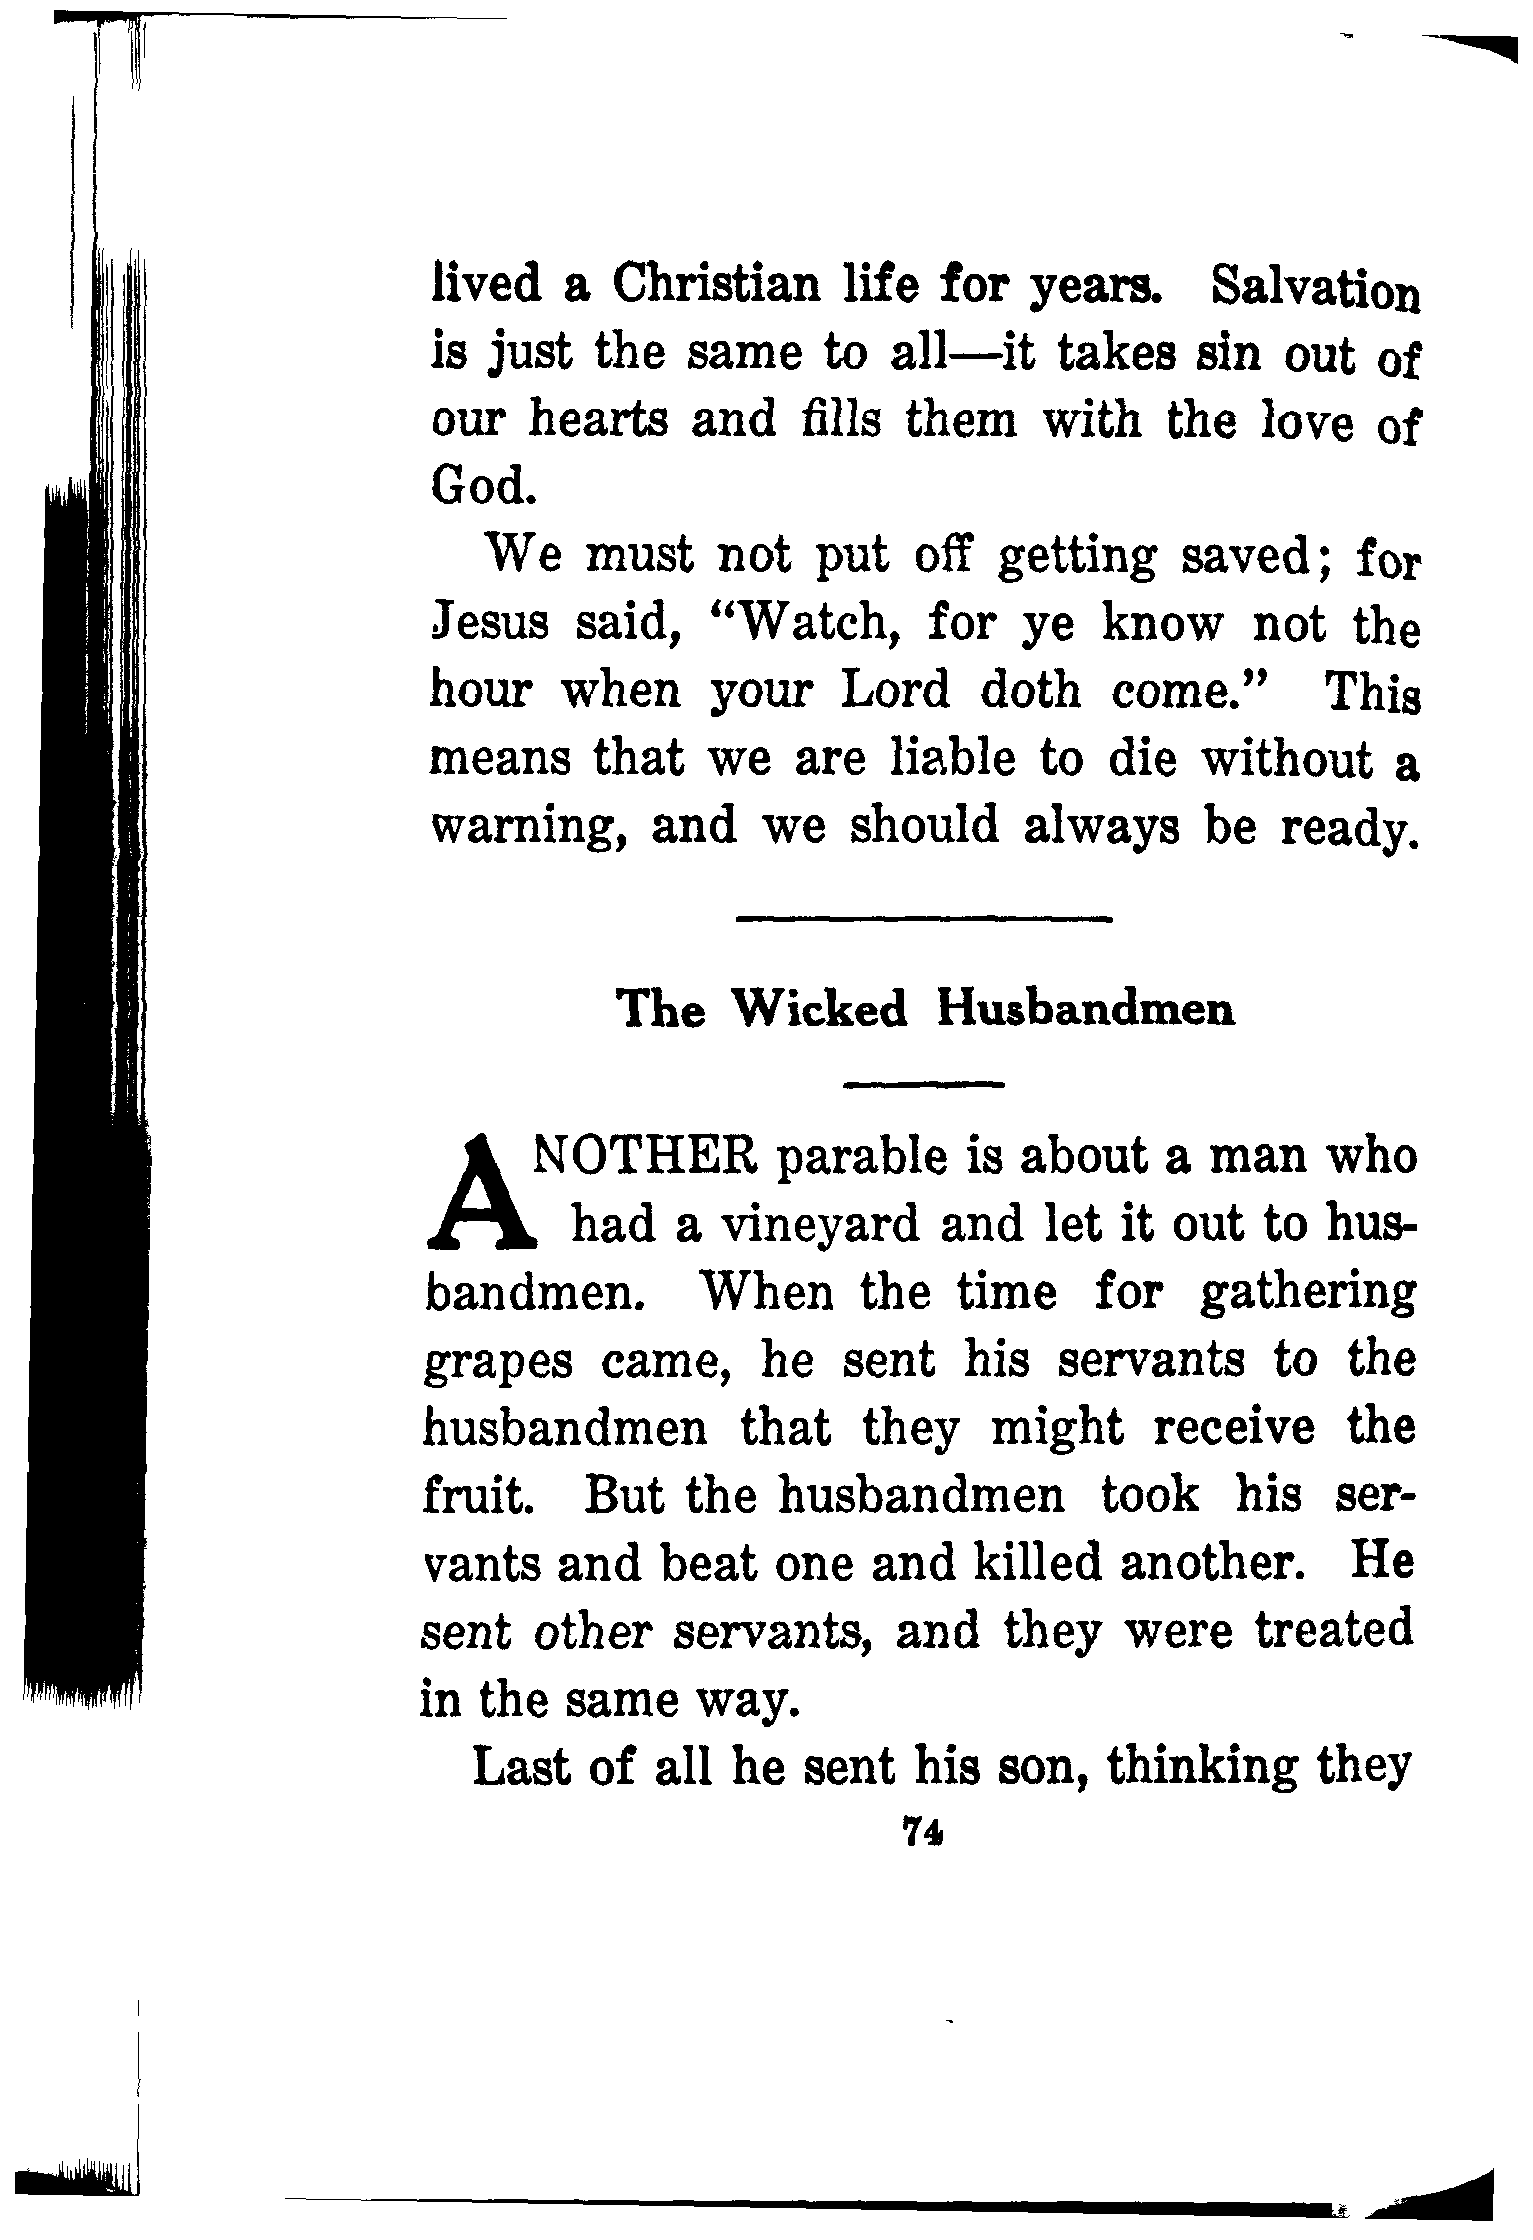 lived a Christian life for years. Salvation
is just the same to all—it takes sin out of
our hearts and fills them with the love of
God.
We must not put off getting saved; for
Jesus said, “Watch, for ye know not the
hour when your Lord doth come.” This
means that we are liable to die without a
warning, and we should always be ready.
The Wicked Husbandmen
ANOTHER parable is about a man who
had a vineyard and let it out to hus-
bandmen. When the time for gathering
grapes came, he sent his servants to the
husbandmen that they might receive the
fruit. But the husbandmen took his ser-
vants and beat one and killed another. He
sent other servants, and they were treated
in the same way.
Last of all he sent his son, thinking they
74